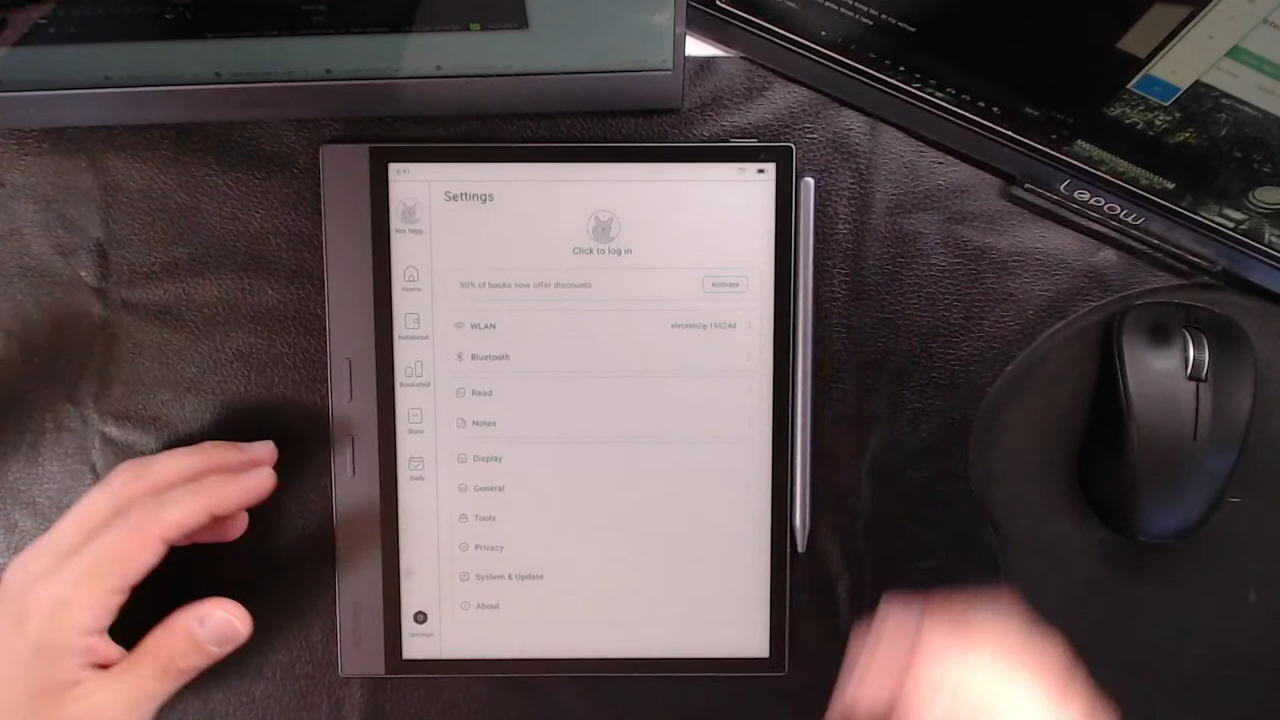 Lepow
Settings
Click to log in
90% of books now offer discounts
Activate
Home
WLAN
Notebook
Bluetooth
Read
Store
Notes
Daily
Display
General
Tools
Privacy
System & Update
About
Settings